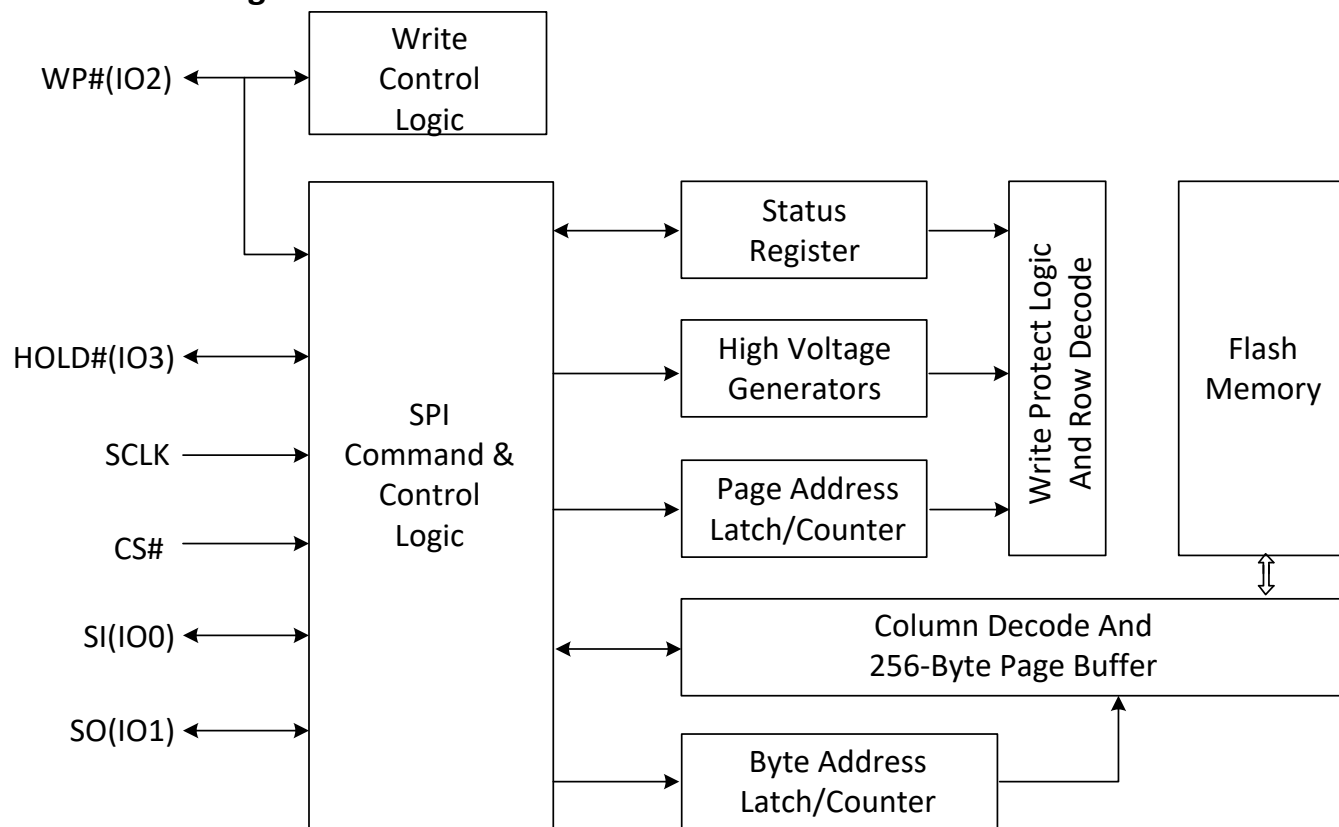 WP#(IO2)
Write
Control
Logic
HOLD#(IO3)
SCLK
CS#
SI(IO0)
SO(IO1)
SPI
Command &
Control
Logic
Status
Register
High Voltage
Generators
Page Address
Latch/Counter
Write Protect Logic
And Row Decode
Flash
Memory
Column Decode And
256-Byte Page Buffer
Byte Address
Latch/Counter